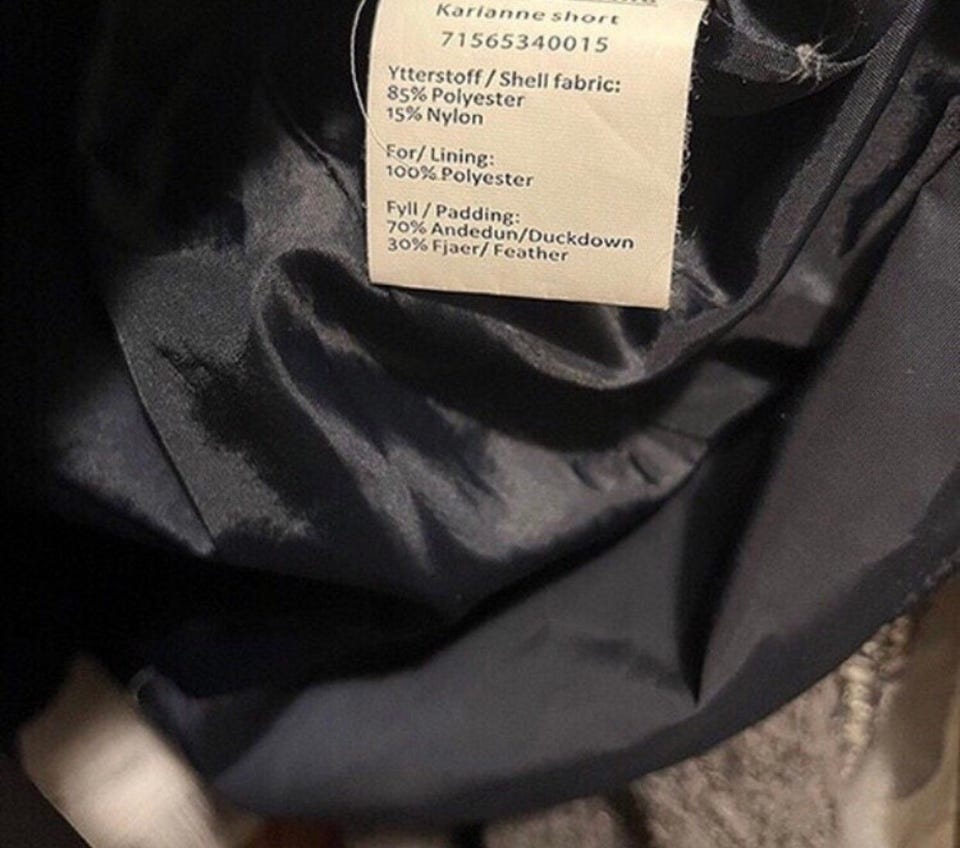 Karianne short
71565340015
Ytterstoff / Shell fabric:
85% Polyester
15% Nylon
For/ Lining:
100% Polyester
Fyll / Padding:
70% Andedun/Duckdown
30% Fjaer/ Feather